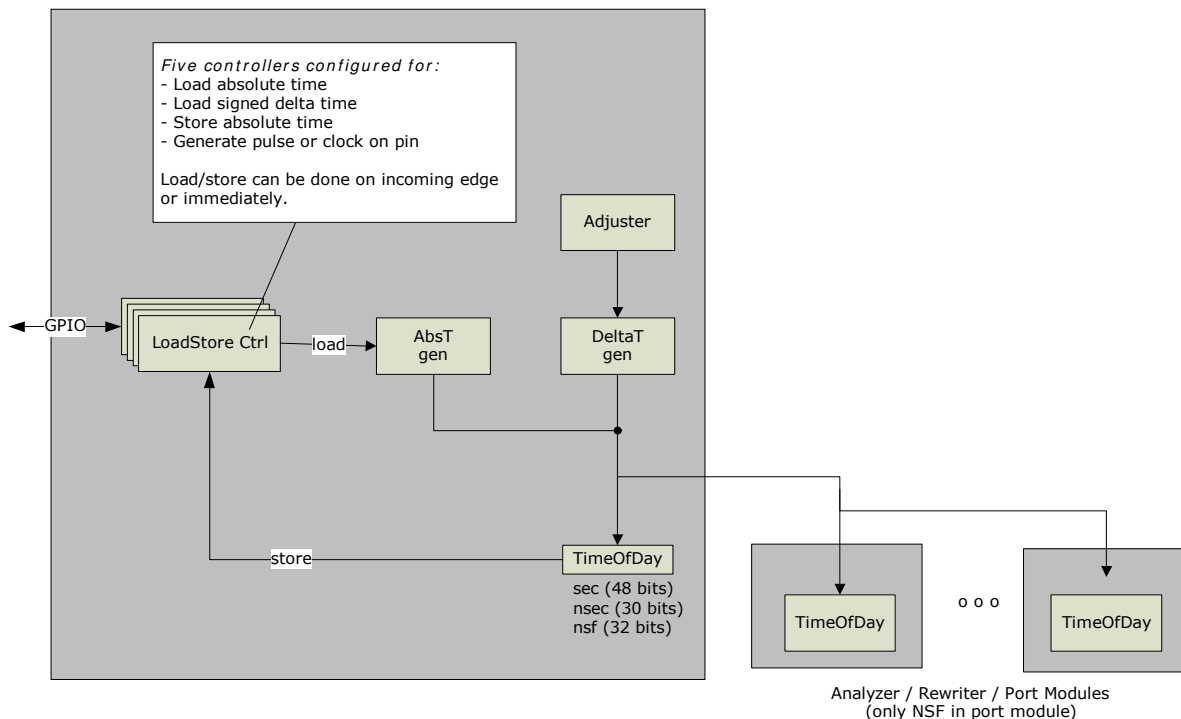 Five controllers configured for:
- Load absolute time
- Load signed delta time
- Store absolute time
- Generate pulse or clock on pin
Load/store can be done on incoming edge
or immediately.
Adjuster
GPIO
LoadStore Ctrl
load
AbsT
gen
DeltaT
gen
store
TimeOfDay
sec (48 bits)
nsec (30 bits)
nsf (32 bits)
TimeOfDay
o o o
TimeOfDay
Analyzer / Rewriter / Port Modules
(only NSF in port module)